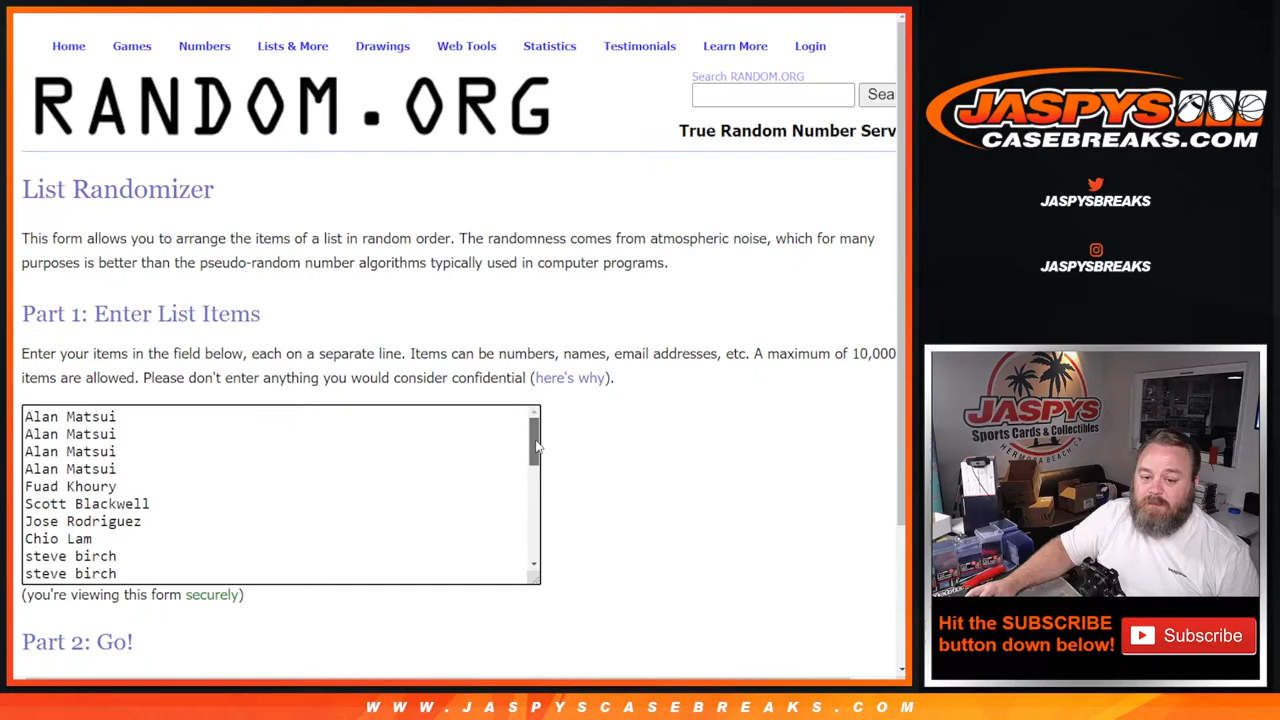 Home Games Numbers Lists & More Drawings Web Tools Statistics Testimonials Learn More Login
RANDOM.ORG
Search RANDOM.ORG
Sea
True Random Number Serv
List Randomizer
This form allows you to arrange the items of a list in random order. The randomness comes from atmospheric noise, which for many
purposes is better than the pseudo-random number algorithms typically used in computer programs.
Part 1: Enter List Items
Enter your items in the field below, each on a separate line. Items can be numbers, names, email addresses, etc. A maximum of 10,000
items are allowed. Please don't enter anything you would consider confidential (here's why).
Alan Matsui
Alan Matsui
Alan Matsui
Alan Matsui
Fuad Khoury
Scott Blackwell
Jose Rodriguez
Chio Lam
steve birch
steve birch
(you're viewing this form securely)
Part 2: Go!
JASPYS
CASEBREAKS.COM
JASPYSBREAKS
JASPYSBREAKS
JASPYS
Sports Cards & Collectibles
HERMOSA BEACH, CA
Hit the SUBSCRIBE
button down below!
Subscribe
WWW.JASPYSCASEBREAKS.COM